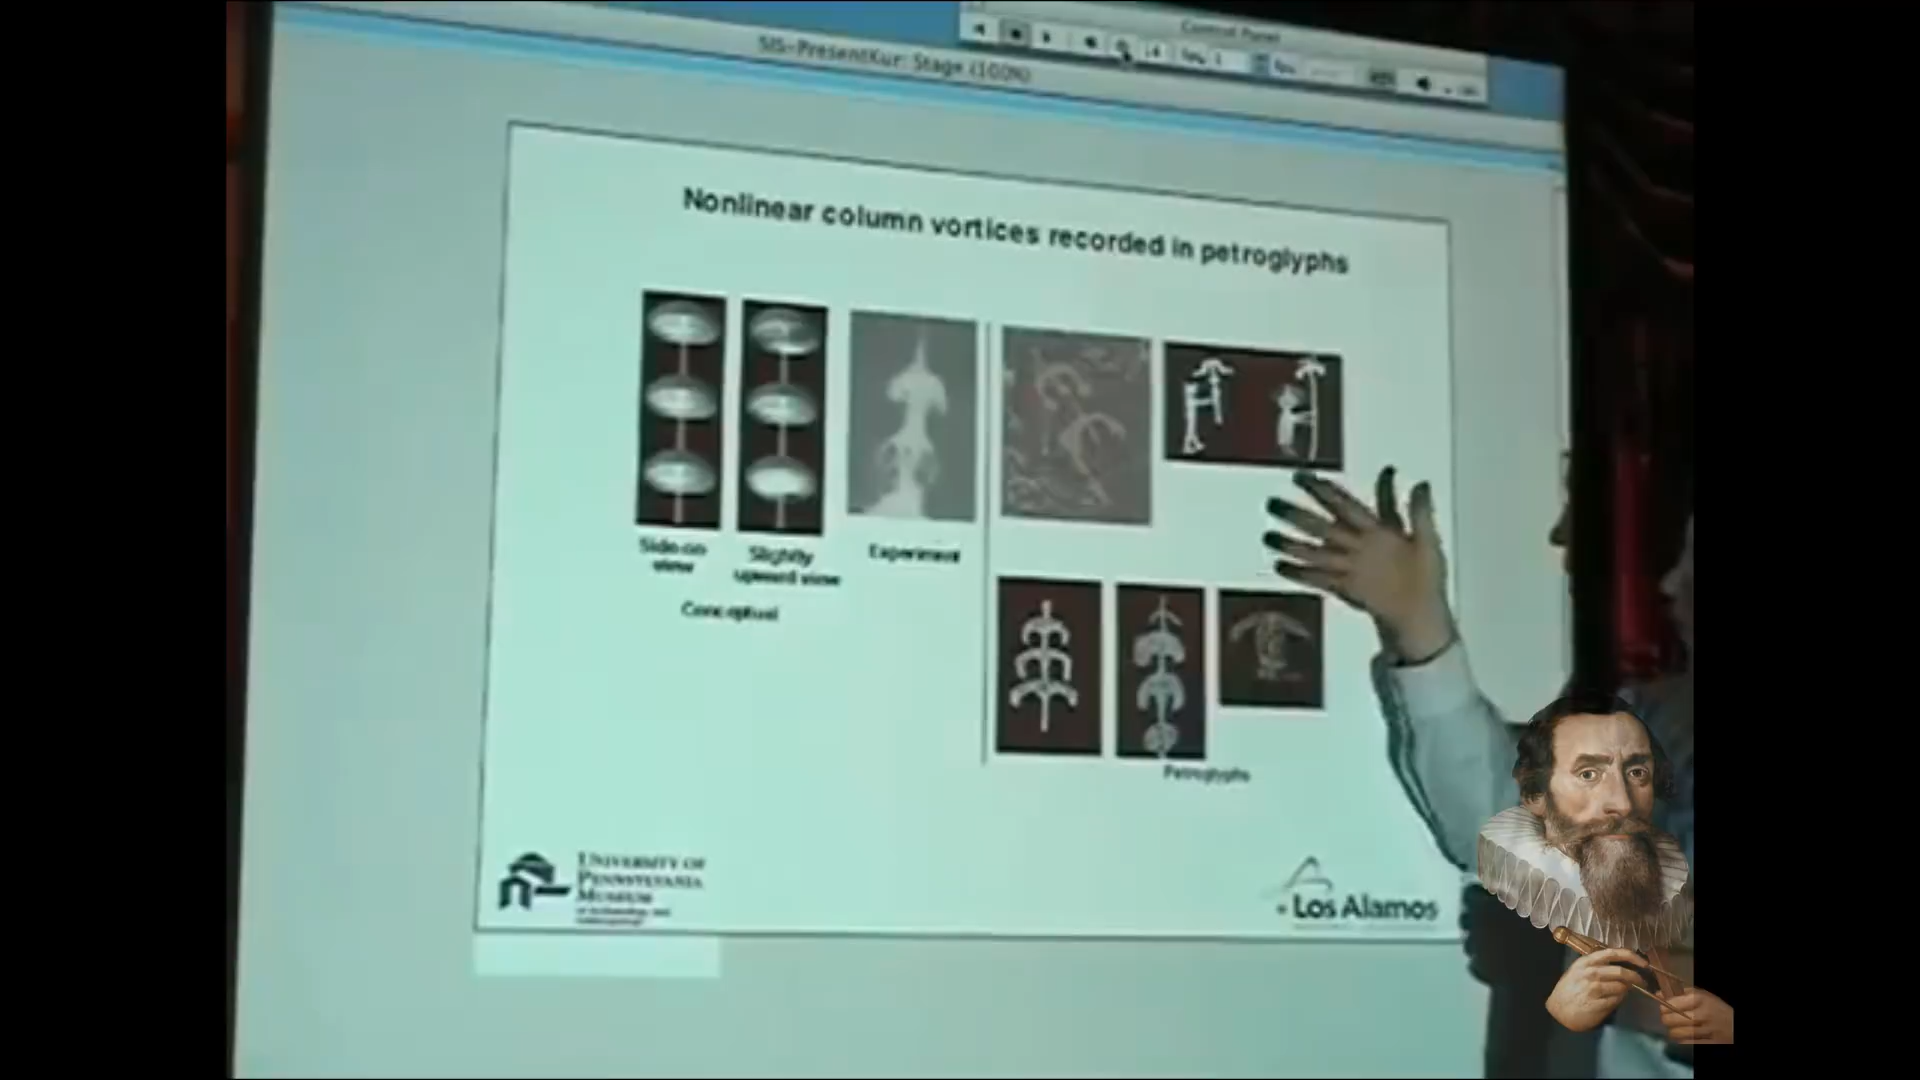 Control Panel
SIS-PresentKur: Stage (100%)
Nonlinear column vortices recorded in petroglyphs
Side-on
view
Slightly
upward view
Experiment
Conceptual
Petroglyphs
UNIVERSITY OF
PENNSYLVANIA
MUSEUM
Los Alamos